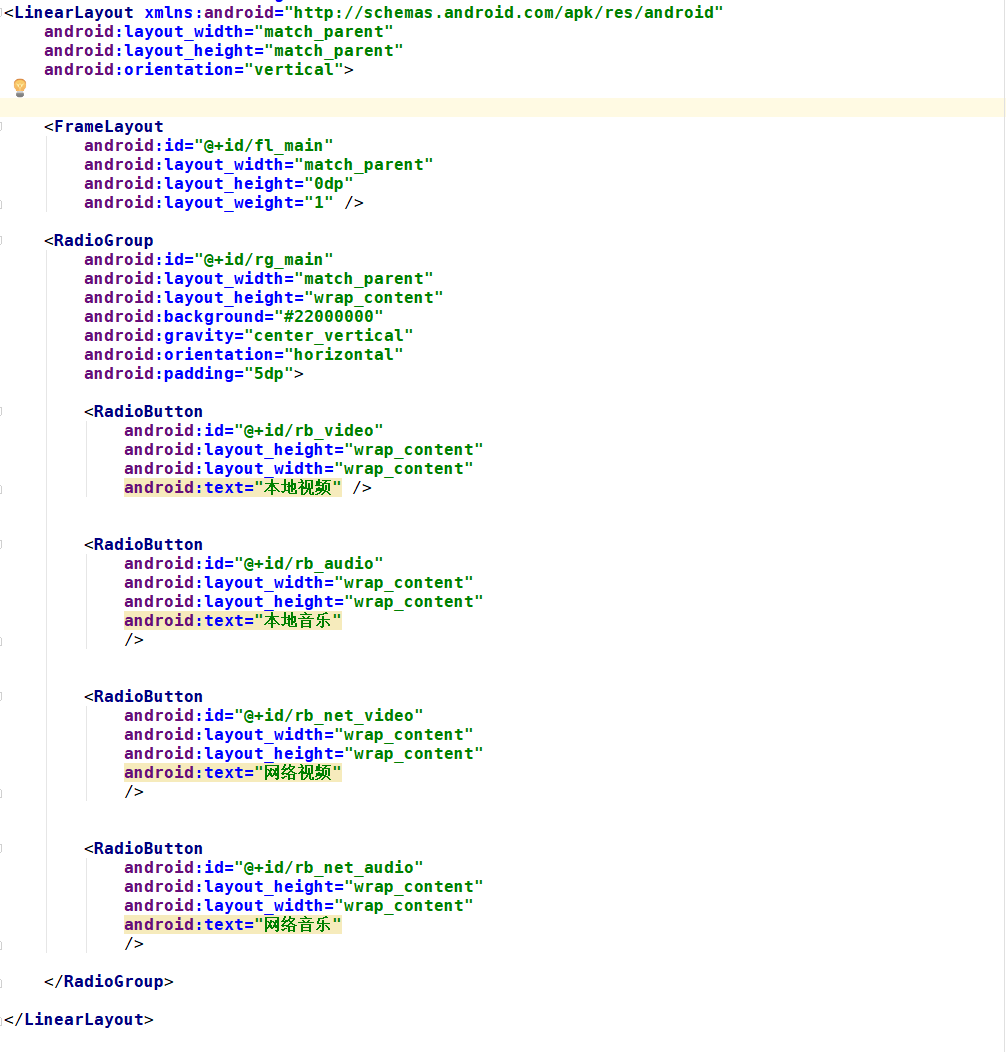 <LinearLayout xmlns:android="http://schemas.android.com/apk/res/android"
    android:layout_width="match_parent"
    android:layout_height="match_parent"
    android:orientation="vertical">
    <FrameLayout
        android:id="@+id/fl_main"
        android:layout_width="match_parent"
        android:layout_height="0dp"
        android:layout_weight="1" />
    <RadioGroup
        android:id="@+id/rg_main"
        android:layout_width="match_parent"
        android:layout_height="wrap_content"
        android:background="#22000000"
        android:gravity="center_vertical"
        android:orientation="horizontal"
        android:padding="5dp">
        <RadioButton
            android:id="@+id/rb_video"
            android:layout_height="wrap_content"
            android:layout_width="wrap_content"
            android:text="本地视频" />
        <RadioButton
            android:id="@+id/rb_audio"
            android:layout_width="wrap_content"
            android:layout_height="wrap_content"
            android:text="本地音乐"
            />
        <RadioButton
            android:id="@+id/rb_net_video"
            android:layout_width="wrap_content"
            android:layout_height="wrap_content"
            android:text="网络视频"
            />
        <RadioButton
            android:id="@+id/rb_net_audio"
            android:layout_height="wrap_content"
            android:layout_width="wrap_content"
            android:text="网络音乐"
            />
    </RadioGroup>
</LinearLayout>